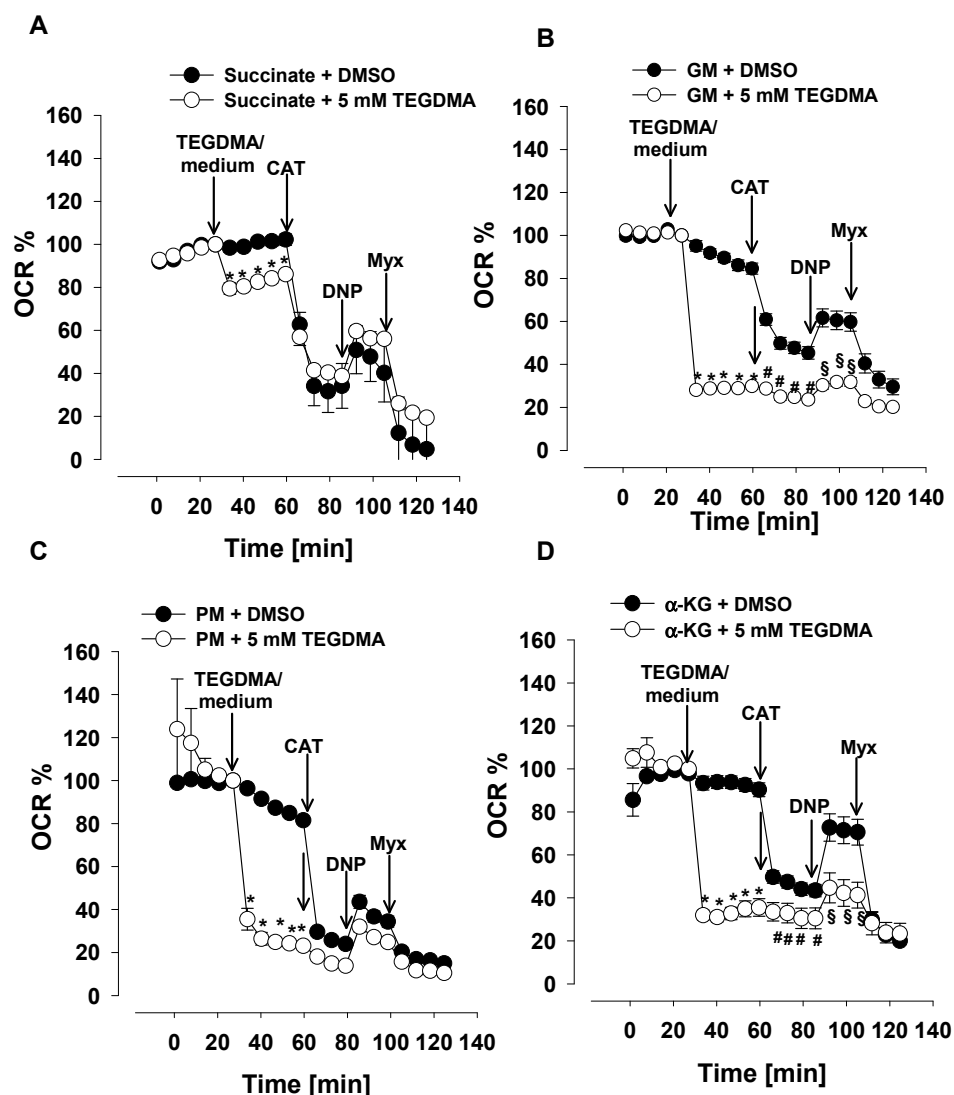 A
Succinate + DMSO
Succinate + 5 mM TEGDMA
160
140
120
100
80
60
40
20
0
OCR %
TEGDMA/
medium
CAT
DNP
Myx
* * * * *
0 20 40 60 80 100 120 140
Time [min]
B
GM + DMSO
GM + 5 mM TEGDMA
160
140
120
100
80
60
40
20
0
OCR %
TEGDMA/
medium
CAT
DNP
Myx
* * * * * # # # # § § §
0 20 40 60 80 100 120 140
Time [min]
C
PM + DMSO
PM + 5 mM TEGDMA
160
140
120
100
80
60
40
20
0
OCR %
TEGDMA/
medium
CAT
DNP
Myx
* * * * *
0 20 40 60 80 100 120 140
Time [min]
D
α-KG + DMSO
α-KG + 5 mM TEGDMA
160
140
120
100
80
60
40
20
0
OCR %
TEGDMA/
medium
CAT
DNP
Myx
* * * * *
§ § §
# # # #
0 20 40 60 80 100 120 140
Time [min]